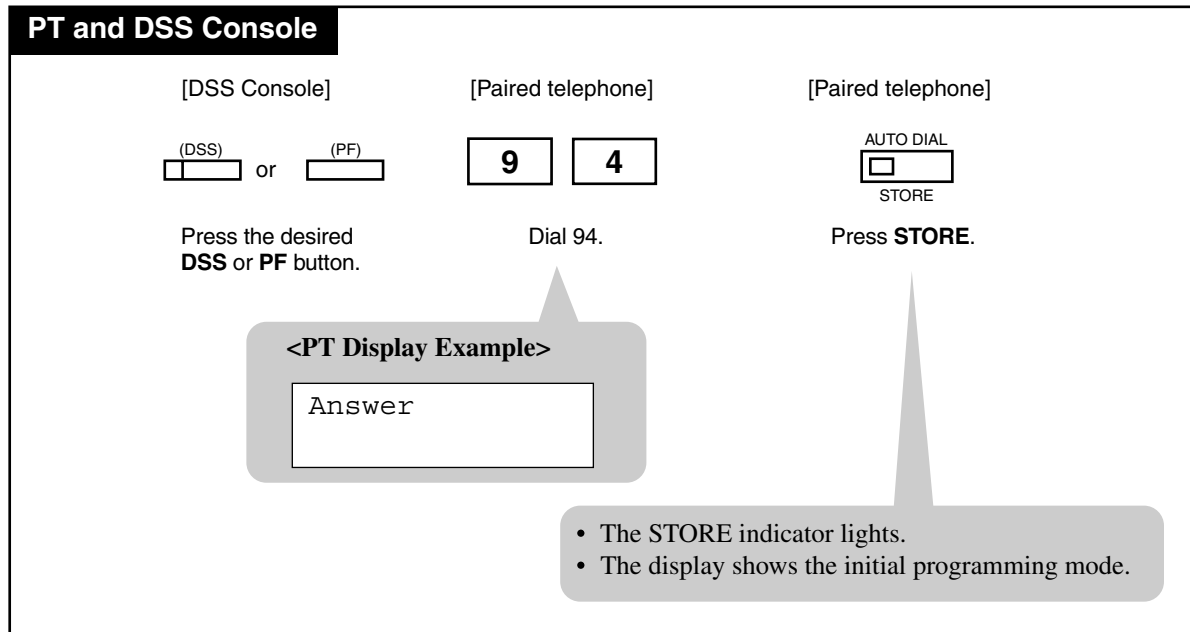 PT and DSS Console
[DSS Console]
[Paired telephone]
[Paired telephone]
(DSS)
or
(PF)
9
4
AUTO DIAL
STORE
Press the desired
DSS or PF button.
Dial 94.
Press STORE.
<PT Display Example>
Answer
• The STORE indicator lights.
• The display shows the initial programming mode.